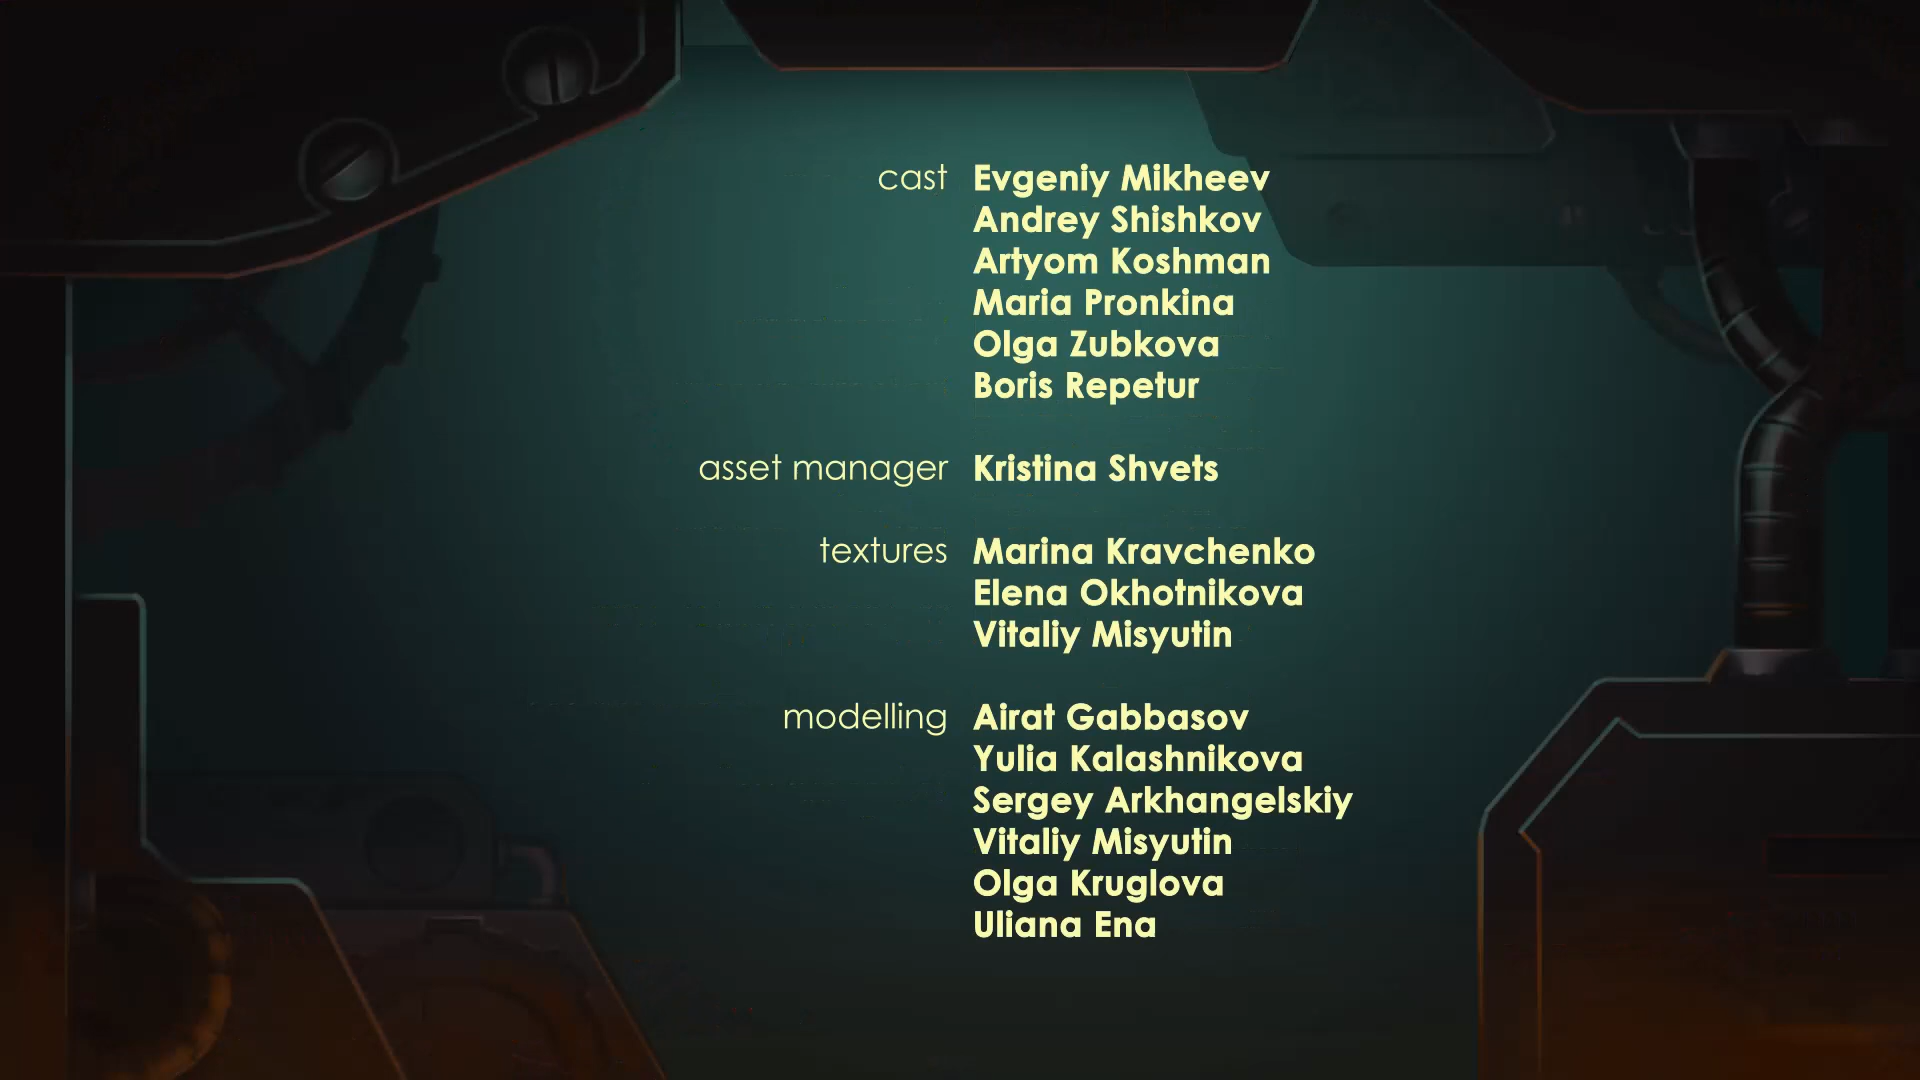 cast Evgeniy Mikheev
Andrey Shishkov
Artyom Koshman
Maria Pronkina
Olga Zubkova
Boris Repetur
asset manager Kristina Shvets
textures Marina Kravchenko
Elena Okhotnikova
Vitaliy Misyutin
modelling Airat Gabbasov
Yulia Kalashnikova
Sergey Arkhangelskiy
Vitaliy Misyutin
Olga Kruglova
Uliana Ena